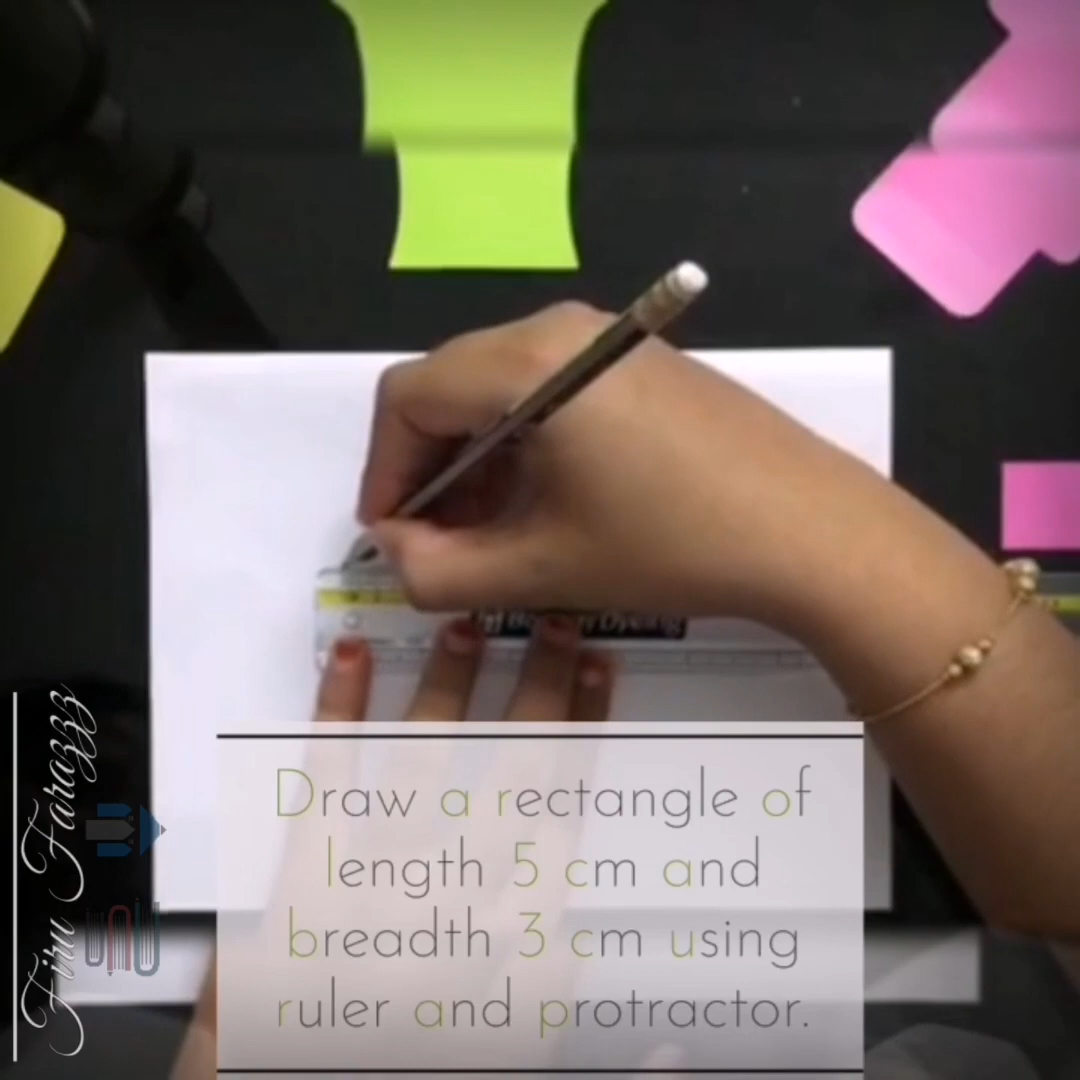 Draw a rectangle of
length 5 cm and
breadth 3 cm using
ruler and protractor.
Firu Farazzz